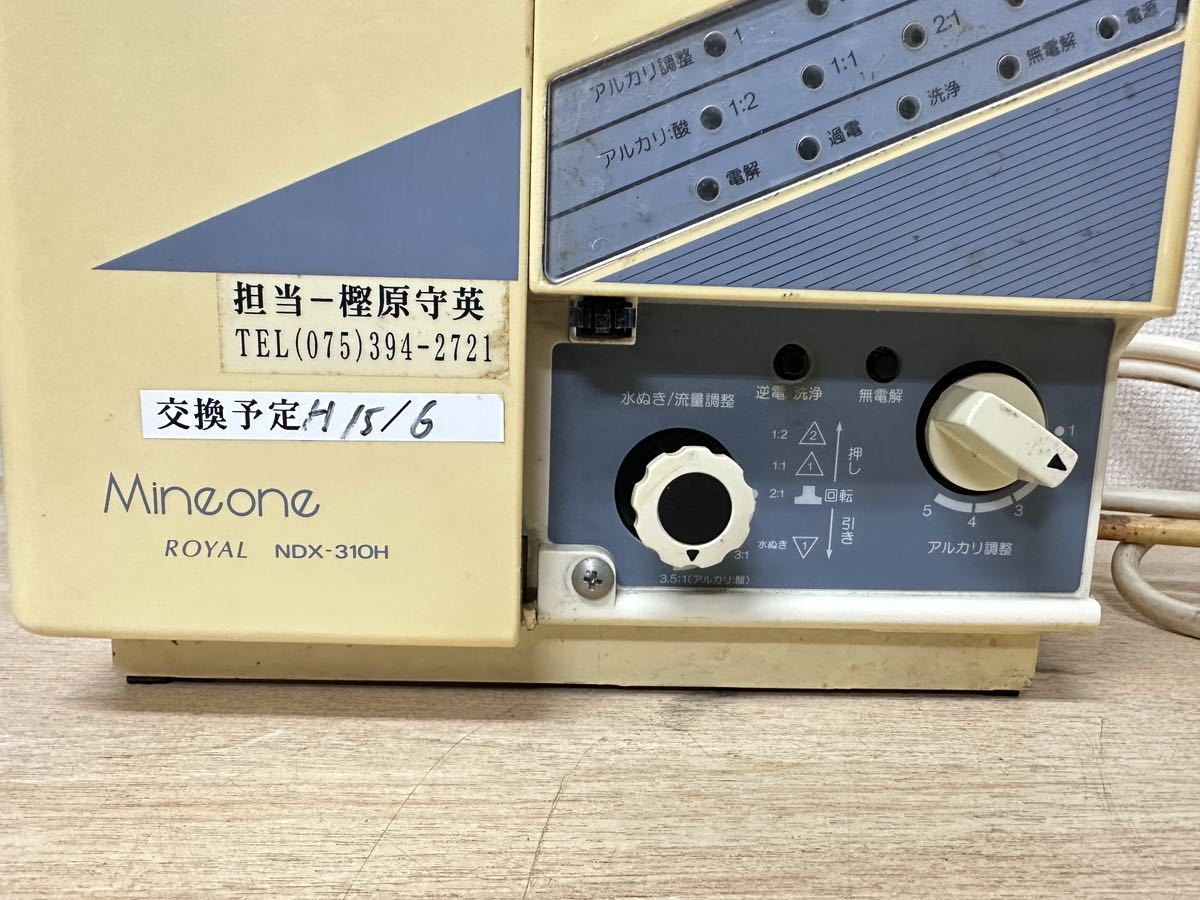 アルカリ調整 1
アルカリ:酸 1:2 1:1 2:1
電解 過電 洗浄 無電解 電源
担当－樫原守英
TEL(075)394-2721
交換予定H15/6
Mineone
ROYAL NDX-310H
水ぬき/流量調整
逆電 洗浄 無電解
1:2 2
1:1 1
押し
2:1 回転
水ぬき 1
引き
3:1
3.5:1(アルカリ:酸)
1
3
4
5
アルカリ調整